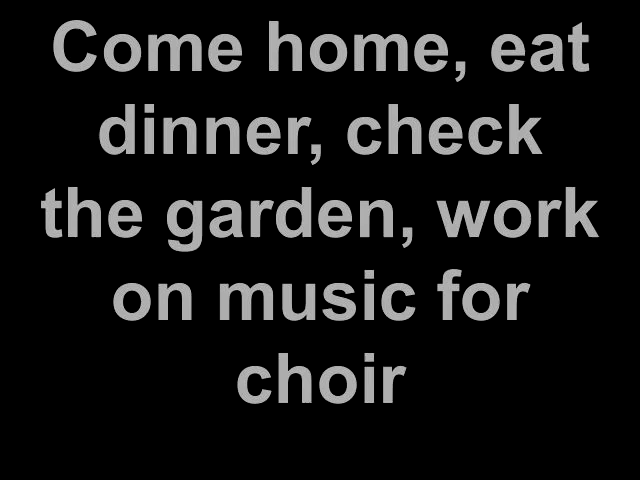 Come home, eat
dinner, check
the garden, work
on music for
choir